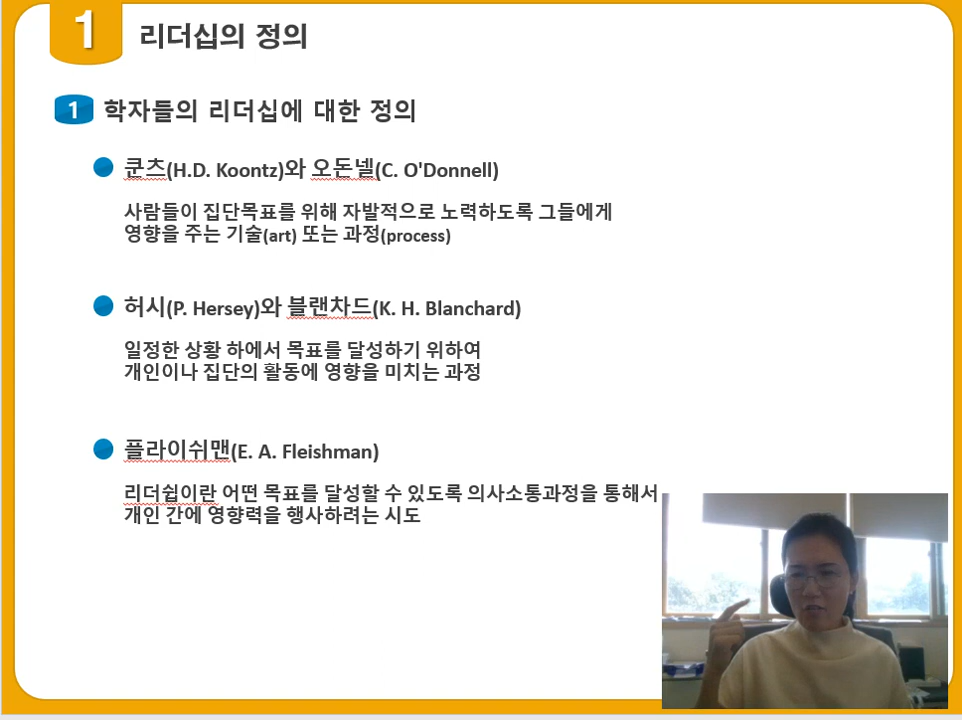 1
리더십의 정의
1 학자들의 리더십에 대한 정의
쿤츠(H.D. Koontz)와 오돈넬(C. O'Donnell)
사람들이 집단목표를 위해 자발적으로 노력하도록 그들에게
영향을 주는 기술(art) 또는 과정(process)
허시(P. Hersey)와 블랜차드(K. H. Blanchard)
일정한 상황 하에서 목표를 달성하기 위하여
개인이나 집단의 활동에 영향을 미치는 과정
플라이쉬맨(E. A. Fleishman)
리더쉽이란 어떤 목표를 달성할 수 있도록 의사소통과정을 통해서
개인 간에 영향력을 행사하려는 시도